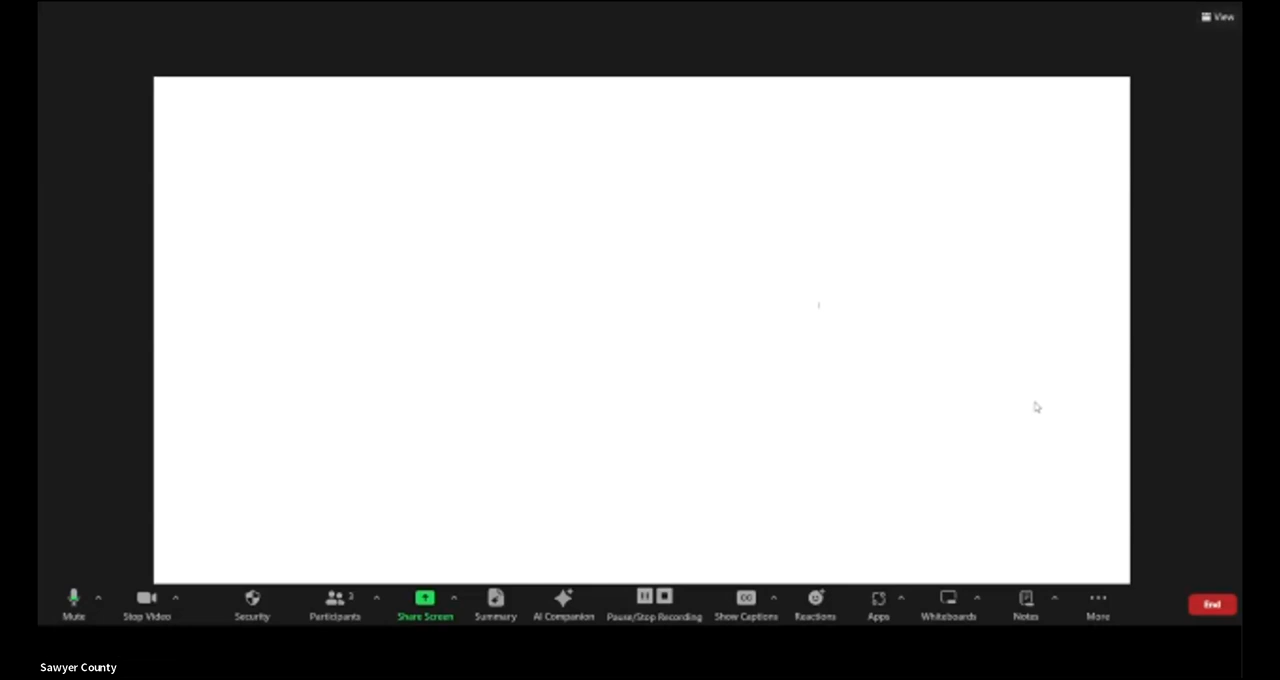 View
3
Mute
Stop Video
Security
Participants
Share Screen
Summary
AI Companion
Pause/Stop Recording
Show Captions
CC
Reactions
Apps
Whiteboards
Notes
More
End
Sawyer County